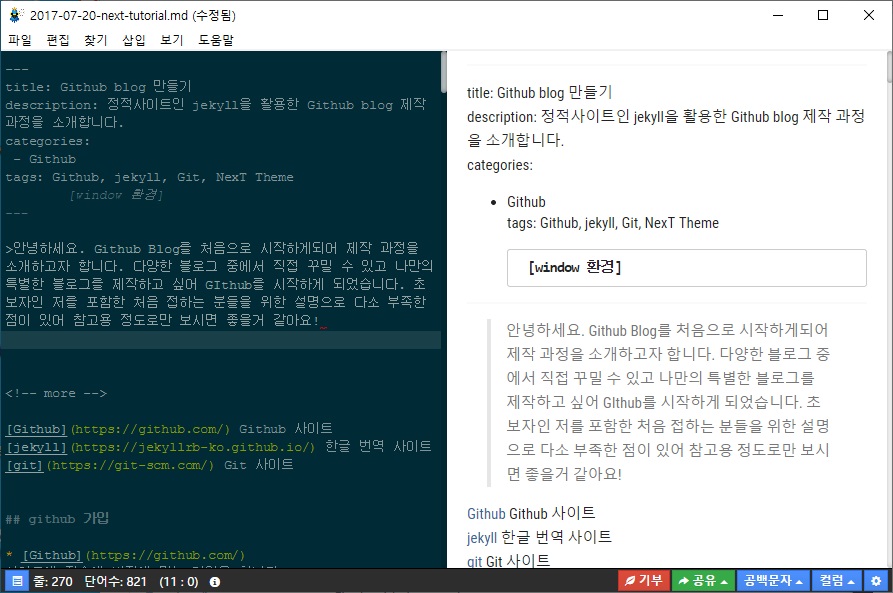 2017-07-20-next-tutorial.md (수정됨)
파일 편집 찾기 삽입 보기 도움말
---
title: Github blog 만들기
description: 정적사이트인 jekyll을 활용한 Github blog 제작
과정을 소개합니다.
categories:
 - Github
tags: Github, jekyll, Git, NexT Theme
[window 환경]
---
>안녕하세요. Github Blog를 처음으로 시작하게되어 제작 과정을
소개하고자 합니다. 다양한 블로그 중에서 직접 꾸밀 수 있고 나만의
특별한 블로그를 제작하고 싶어 GIthub를 시작하게 되었습니다. 초
보자인 저를 포함한 처음 접하는 분들을 위한 설명으로 다소 부족한
점이 있어 참고용 정도로만 보시면 좋을거 같아요!
<!-- more -->
[Github](https://github.com/) Github 사이트
[jekyll](https://jekyllrb-ko.github.io/) 한글 번역 사이트
[git](https://git-scm.com/) Git 사이트
## github 가입
* [Github](https://github.com/)
title: Github blog 만들기
description: 정적사이트인 jekyll을 활용한 Github blog 제작 과정
을 소개합니다.
categories:
• Github
tags: Github, jekyll, Git, NexT Theme
[window 환경]
안녕하세요. Github Blog를 처음으로 시작하게되어
제작 과정을 소개하고자 합니다. 다양한 블로그 중
에서 직접 꾸밀 수 있고 나만의 특별한 블로그를
제작하고 싶어 GIthub를 시작하게 되었습니다. 초
보자인 저를 포함한 처음 접하는 분들을 위한 설명
으로 다소 부족한 점이 있어 참고용 정도로만 보시
면 좋을거 같아요!
Github Github 사이트
jekyll 한글 번역 사이트
git Git 사이트
줄: 270 단어수: 821 (11 : 0)
기부 공유 공백문자 컬럼